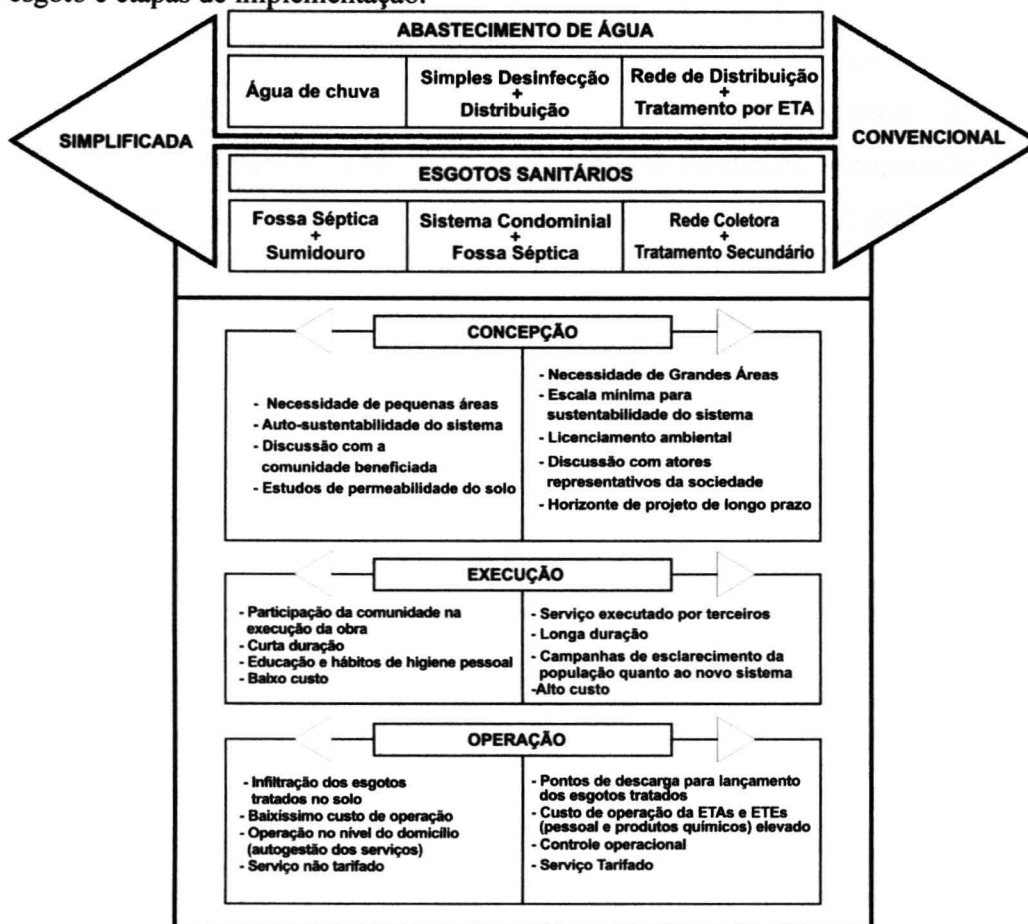 esgoto e etapas de implementação.
ABASTECIMENTO DE ÁGUA
Água de chuva
Simples Desinfecção
+
Distribuição
Rede de Distribuição
+
Tratamento por ETA
SIMPLIFICADA
CONVENCIONAL
ESGOTOS SANITÁRIOS
Fossa Séptica
+
Sumidouro
Sistema Condominial
+
Fossa Séptica
Rede Coletora
+
Tratamento Secundário
CONCEPÇÃO
- Necessidade de pequenas áreas
- Auto-sustentabilidade do sistema
- Discussão com a
comunidade beneficiada
- Estudos de permeabilidade do solo
- Necessidade de Grandes Áreas
- Escala mínima para
sustentabilidade do sistema
- Licenciamento ambiental
- Discussão com atores
representativos da sociedade
- Horizonte de projeto de longo prazo
EXECUÇÃO
- Participação da comunidade na
execução da obra
- Curta duração
- Educação e hábitos de higiene pessoal
- Baixo custo
- Serviço executado por terceiros
- Longa duração
- Campanhas de esclarecimento da
população quanto ao novo sistema
-Alto custo
OPERAÇÃO
- Infiltração dos esgotos
tratados no solo
- Baixissimo custo de operação
- Operação no nível do domicílio
(autogestão dos serviços)
- Serviço não tarifado
- Pontos de descarga para lançamento
dos esgotos tratados
- Custo de operação da ETAs e ETEs
(pessoal e produtos químicos) elevado
- Controle operacional
- Serviço Tarifado